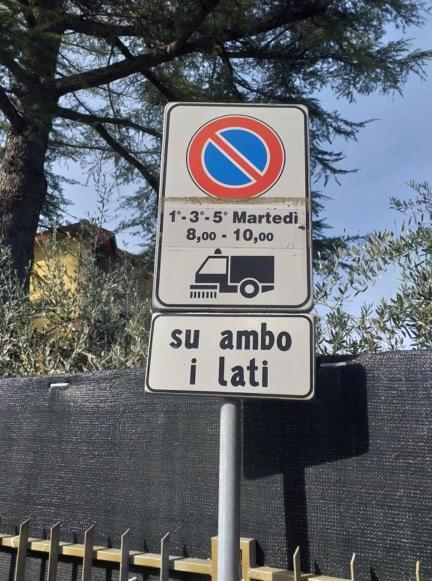 1°-3°-5° Martedì
8,00 - 10,00
su ambo
i lati